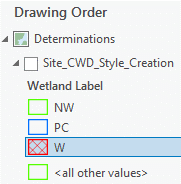 Drawing Order
Determinations
Site_CWD_Style_Creation
Wetland Label
NW
PC
W
<all other values>